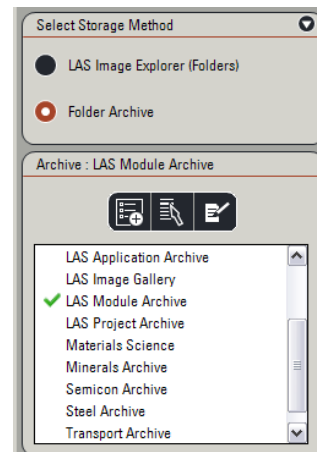 Select Storage Method
LAS Image Explorer (Folders)
Folder Archive
Archive : LAS Module Archive
LAS Application Archive
LAS Image Gallery
LAS Module Archive
LAS Project Archive
Materials Science
Minerals Archive
Semicon Archive
Steel Archive
Transport Archive